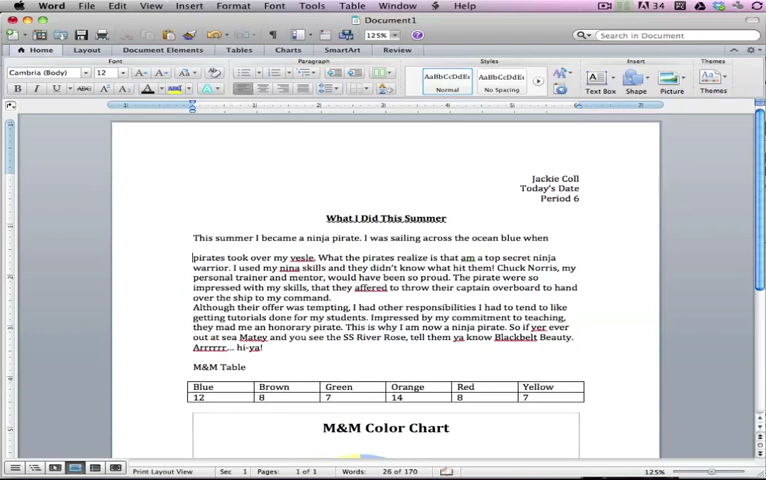 Word File Edit View Insert Format Font Tools Table Window Help 34
Document1
125%
Search in Document
Home Layout Document Elements Tables Charts SmartArt Review
Font Paragraph Styles Insert Themes
Cambria (Body) 12
AaBbCcDdEe AaBbCcDdEe
Normal No Spacing Text Box Shape Picture Themes
B I U ABC A A A ABC A
Jackie Coll
Today's Date
Period 6
What I Did This Summer
This summer I became a ninja pirate. I was sailing across the ocean blue when
pirates took over my vesle. What the pirates realize is that am a top secret ninja
warrior. I used my nina skills and they didn't know what hit them! Chuck Norris, my
personal trainer and mentor, would have been so proud. The pirate were so
impressed with my skills, that they affered to throw their captain overboard to hand
over the ship to my command.
Although their offer was tempting, I had other responsibilities I had to tend to like
getting tutorials done for my students. Impressed by my commitment to teaching,
they mad me an honorary pirate. This is why I am now a ninja pirate. So if yer ever
out at sea Matey and you see the SS River Rose, tell them ya know Blackbelt Beauty.
Arrrrrr... hi-ya!
M&M Table
Blue Brown Green Orange Red Yellow
12 8 7 14 8 7
M&M Color Chart
Print Layout View Sec 1 Pages: 1 of 1 Words: 26 of 170 125%